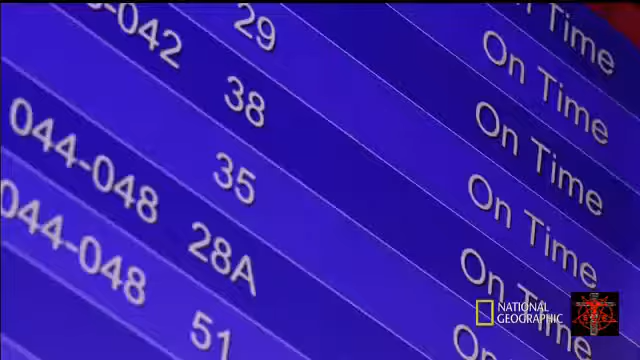 Time
On Time
On Time
29 On Time
044-042 38 On Time
35 On
044-048 28A
044-048 51
NATIONAL
GEOGRAPHIC